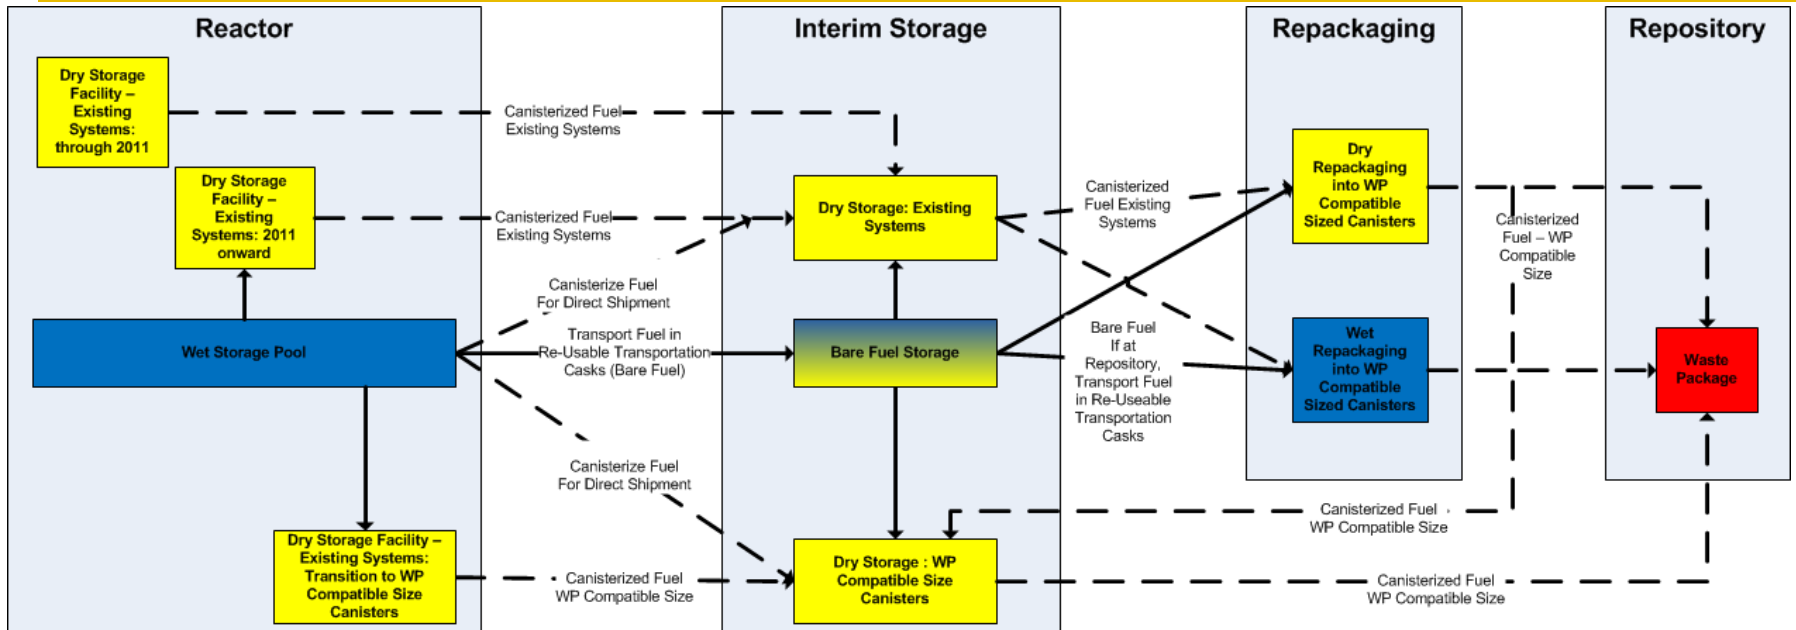 Reactor
Interim Storage
Repackaging
Repository
Dry Storage
Facility –
Existing
Systems:
through 2011
Canisterized Fuel
Existing Systems
Dry Storage
Facility –
Existing
Systems: 2011
onward
Canisterized Fuel
Existing Systems
Dry Storage: Existing
Systems
Canisterized
Fuel Existing
Systems
Dry
Repackaging
into WP
Compatible
Sized Canisters
Canisterized
Fuel – WP
Compatible
Size
Canisterize Fuel
For Direct Shipment
Wet Storage Pool
Transport Fuel in
Re-Usable Transportation
Casks (Bare Fuel)
Bare Fuel Storage
Bare Fuel
If at
Repository,
Transport Fuel
in Re-Useable
Transportation
Casks
Wet
Repackaging
into WP
Compatible
Sized Canisters
Waste
Package
Canisterize Fuel
For Direct Shipment
Canisterized Fuel
WP Compatible Size
Dry Storage Facility –
Existing Systems:
Transition to WP
Compatible Size
Canisters
Canisterized Fuel
WP Compatible Size
Dry Storage : WP
Compatible Size
Canisters
Canisterized Fuel
WP Compatible Size